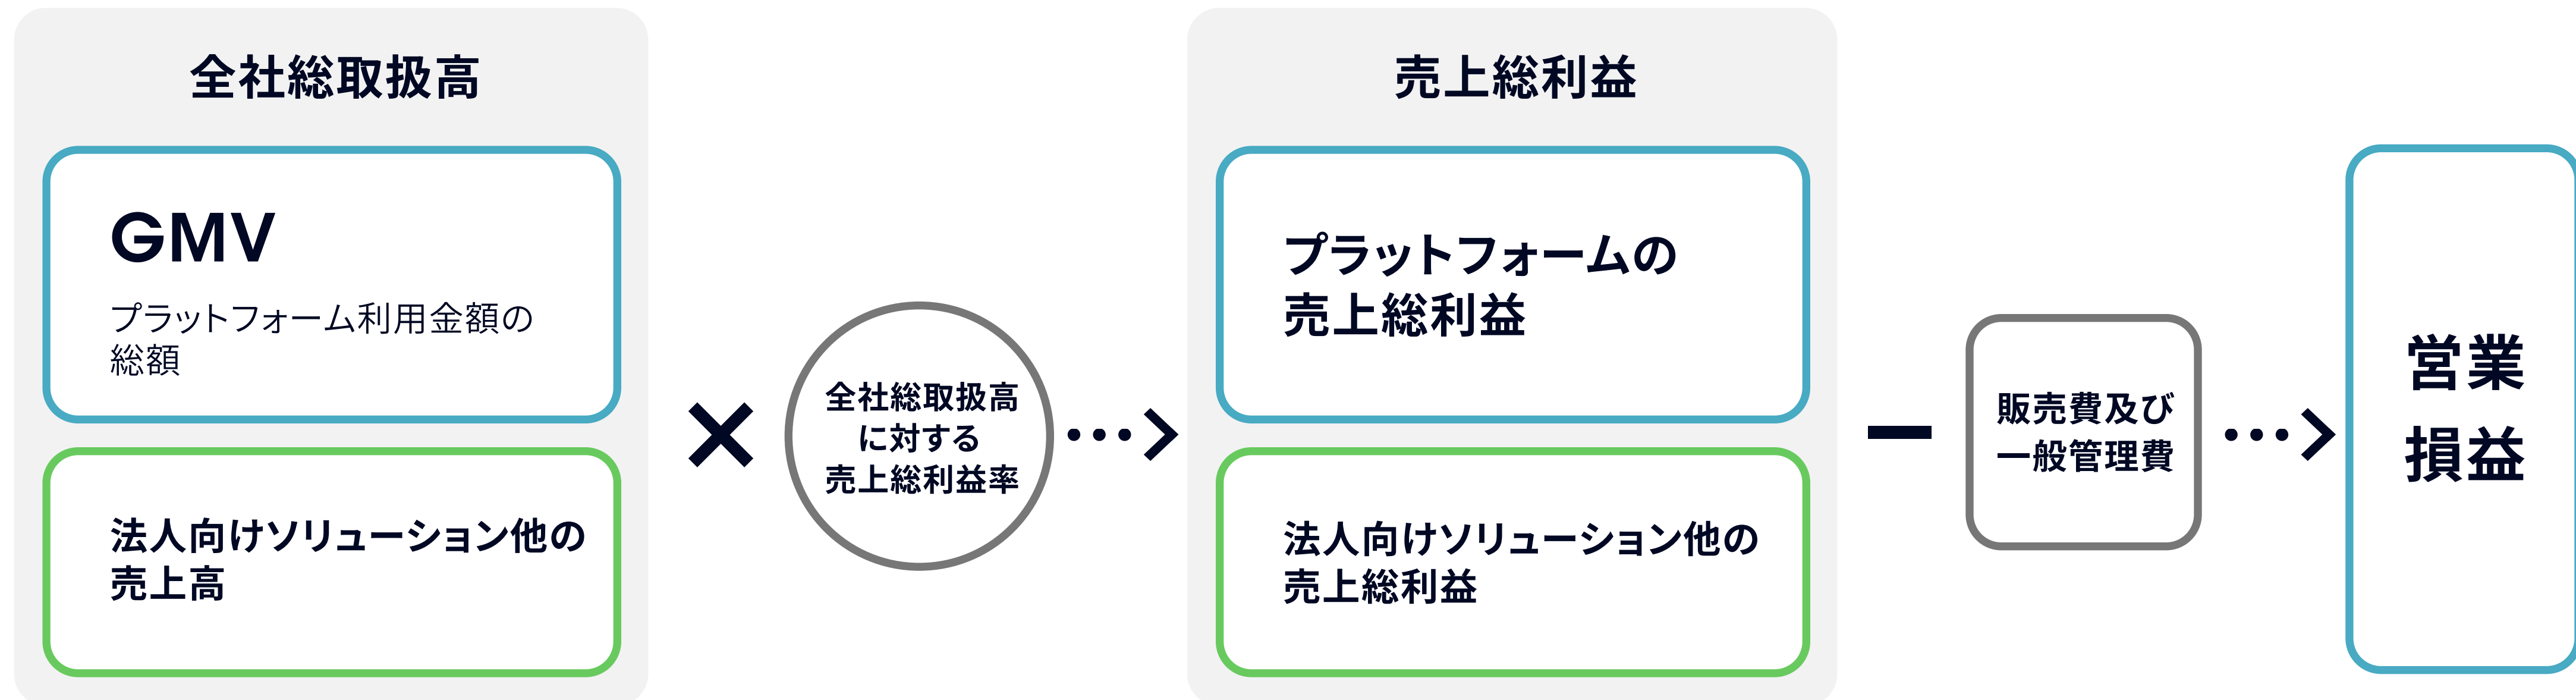 全社総取扱高
GMV
プラットフォーム利用金額の
総額
法人向けソリューション他の
売上高
×
全社総取扱高
に対する
売上総利益率
売上総利益
プラットフォームの
売上総利益
法人向けソリューション他の
売上総利益
ー
販売費及び
一般管理費
営業
損益